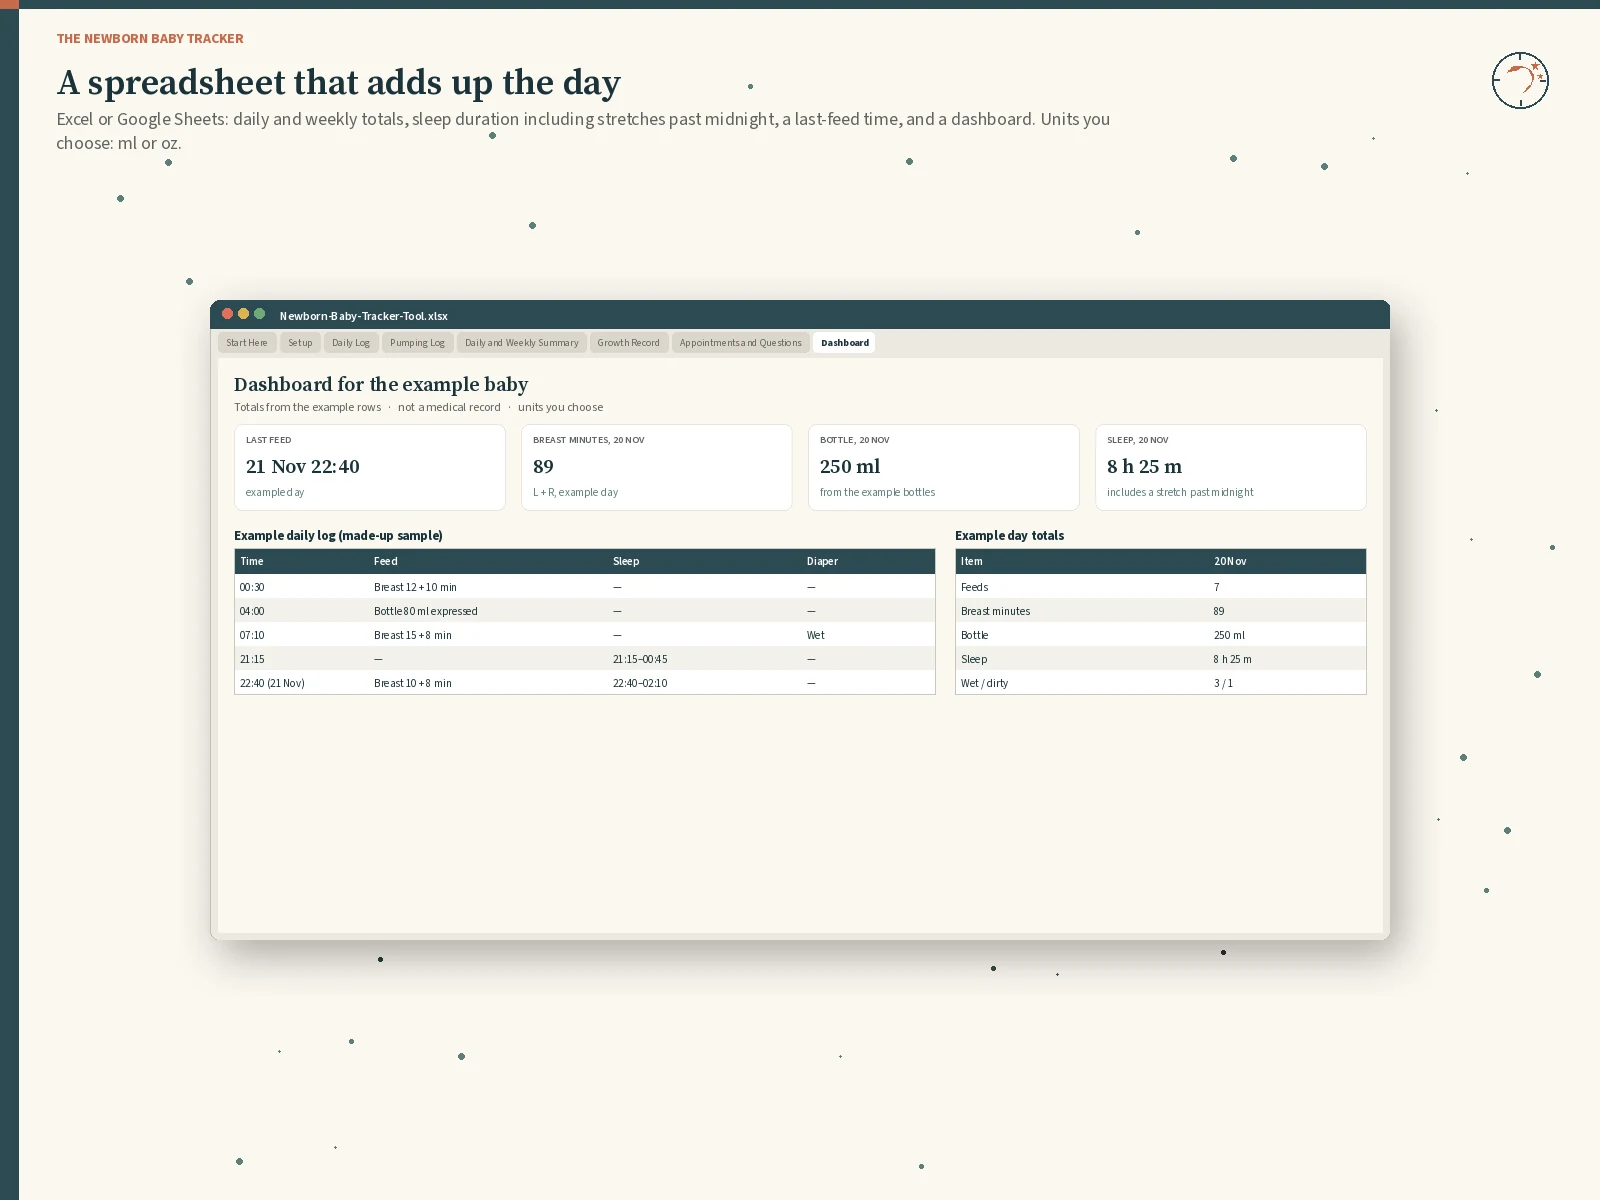 THE NEWBORN BABY TRACKER
A spreadsheet that adds up the day
Excel or Google Sheets: daily and weekly totals, sleep duration including stretches past midnight, a last-feed time, and a dashboard. Units you
choose: ml or oz.
Newborn-Baby-Tracker-Tool.xlsx
Start Here Setup Daily Log Pumping Log Daily and Weekly Summary Growth Record Appointments and Questions Dashboard
Dashboard for the example baby
Totals from the example rows · not a medical record · units you choose
LAST FEED BREAST MINUTES, 20 NOV BOTTLE, 20 NOV SLEEP, 20 NOV
21 Nov 22:40 89 250 ml 8 h 25 m
example day L + R, example day from the example bottles includes a stretch past midnight
Example daily log (made-up sample) Example day totals
Time Feed Sleep Diaper Item 20 Nov
00:30 Breast 12 + 10 min — — Feeds 7
04:00 Bottle 80 ml expressed — — Breast minutes 89
07:10 Breast 15 + 8 min — Wet Bottle 250 ml
21:15 — 21:15–00:45 — Sleep 8 h 25 m
22:40 (21 Nov) Breast 10 + 8 min 22:40–02:10 — Wet / dirty 3 / 1